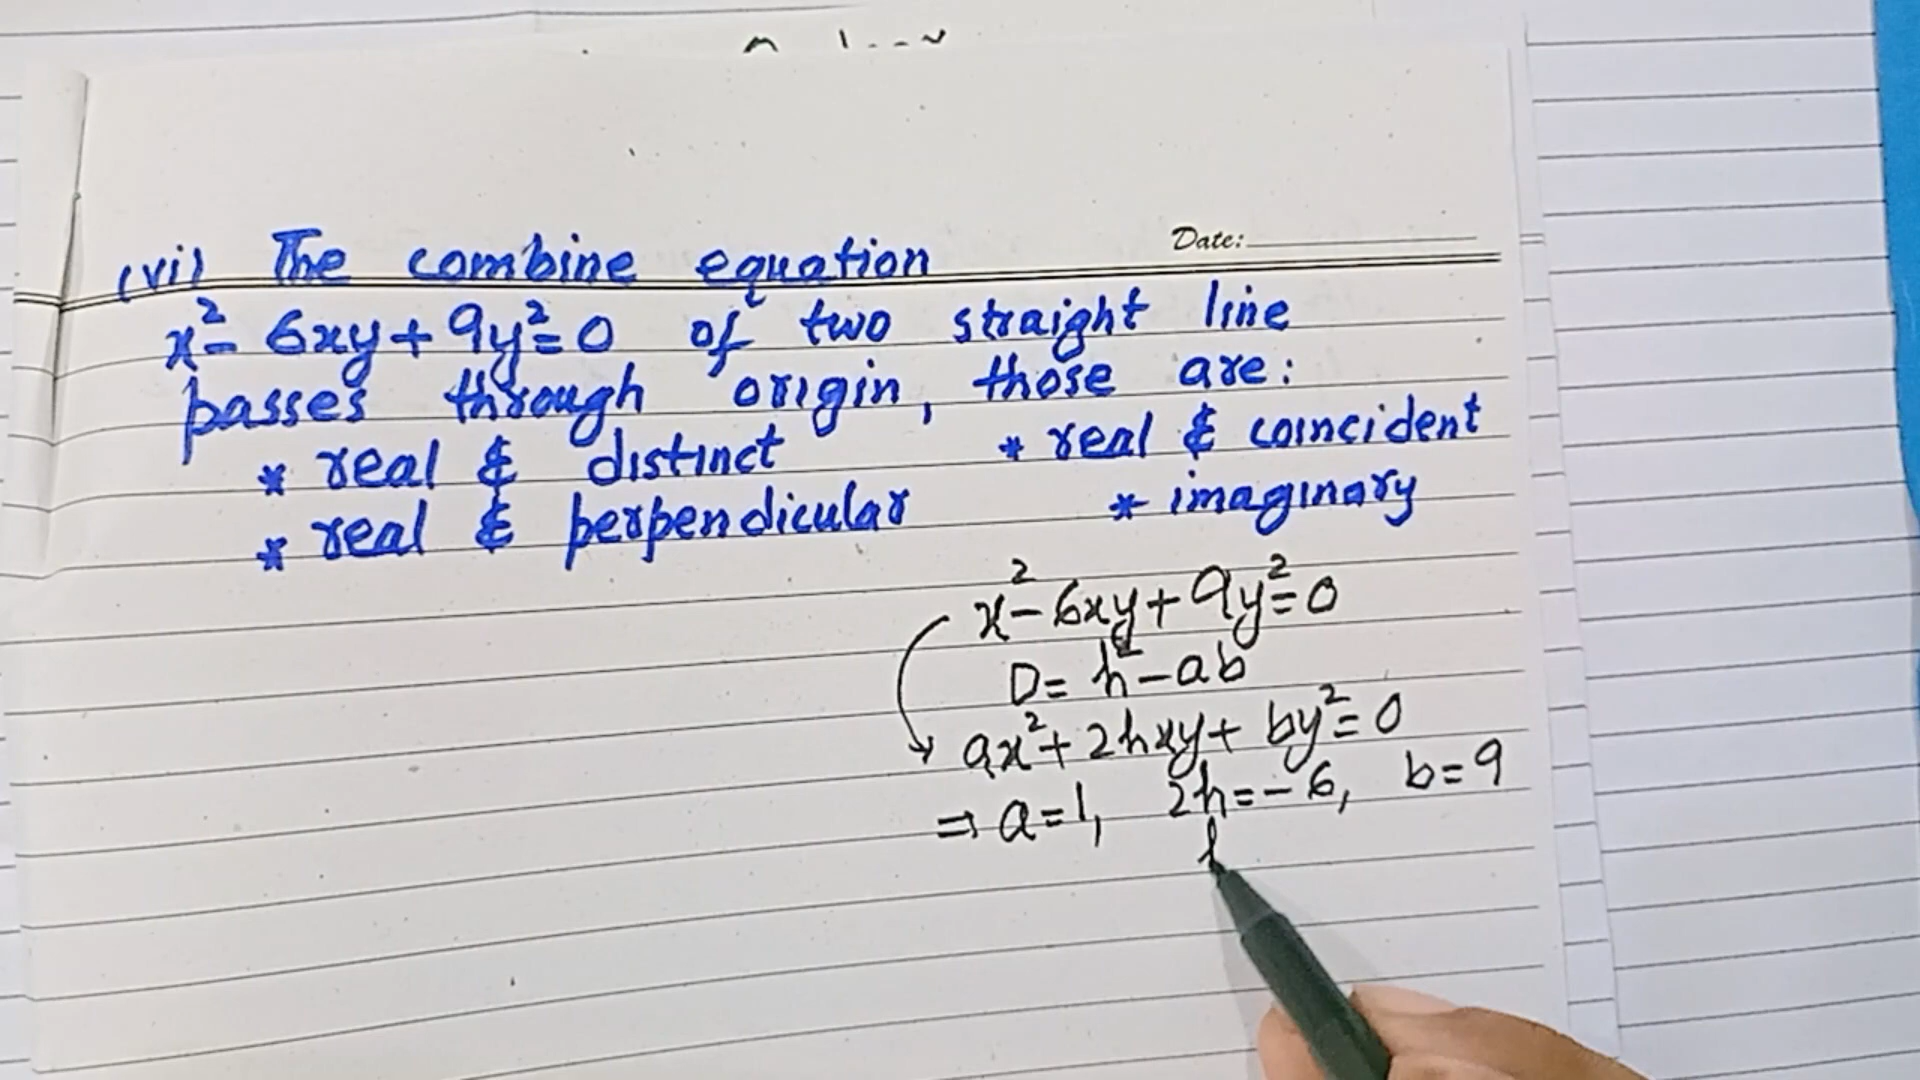 Date:
(vi) The combine equation
x² - 6xy + 9y² = 0 of two straight line
passes through origin, those are:
* real & distinct * real & coincident
* real & perpendicular * imaginary
x² - 6xy + 9y² = 0
D = h² - ab
ax² + 2hxy + by² = 0
⇒ a = 1, 2h = -6, b = 9